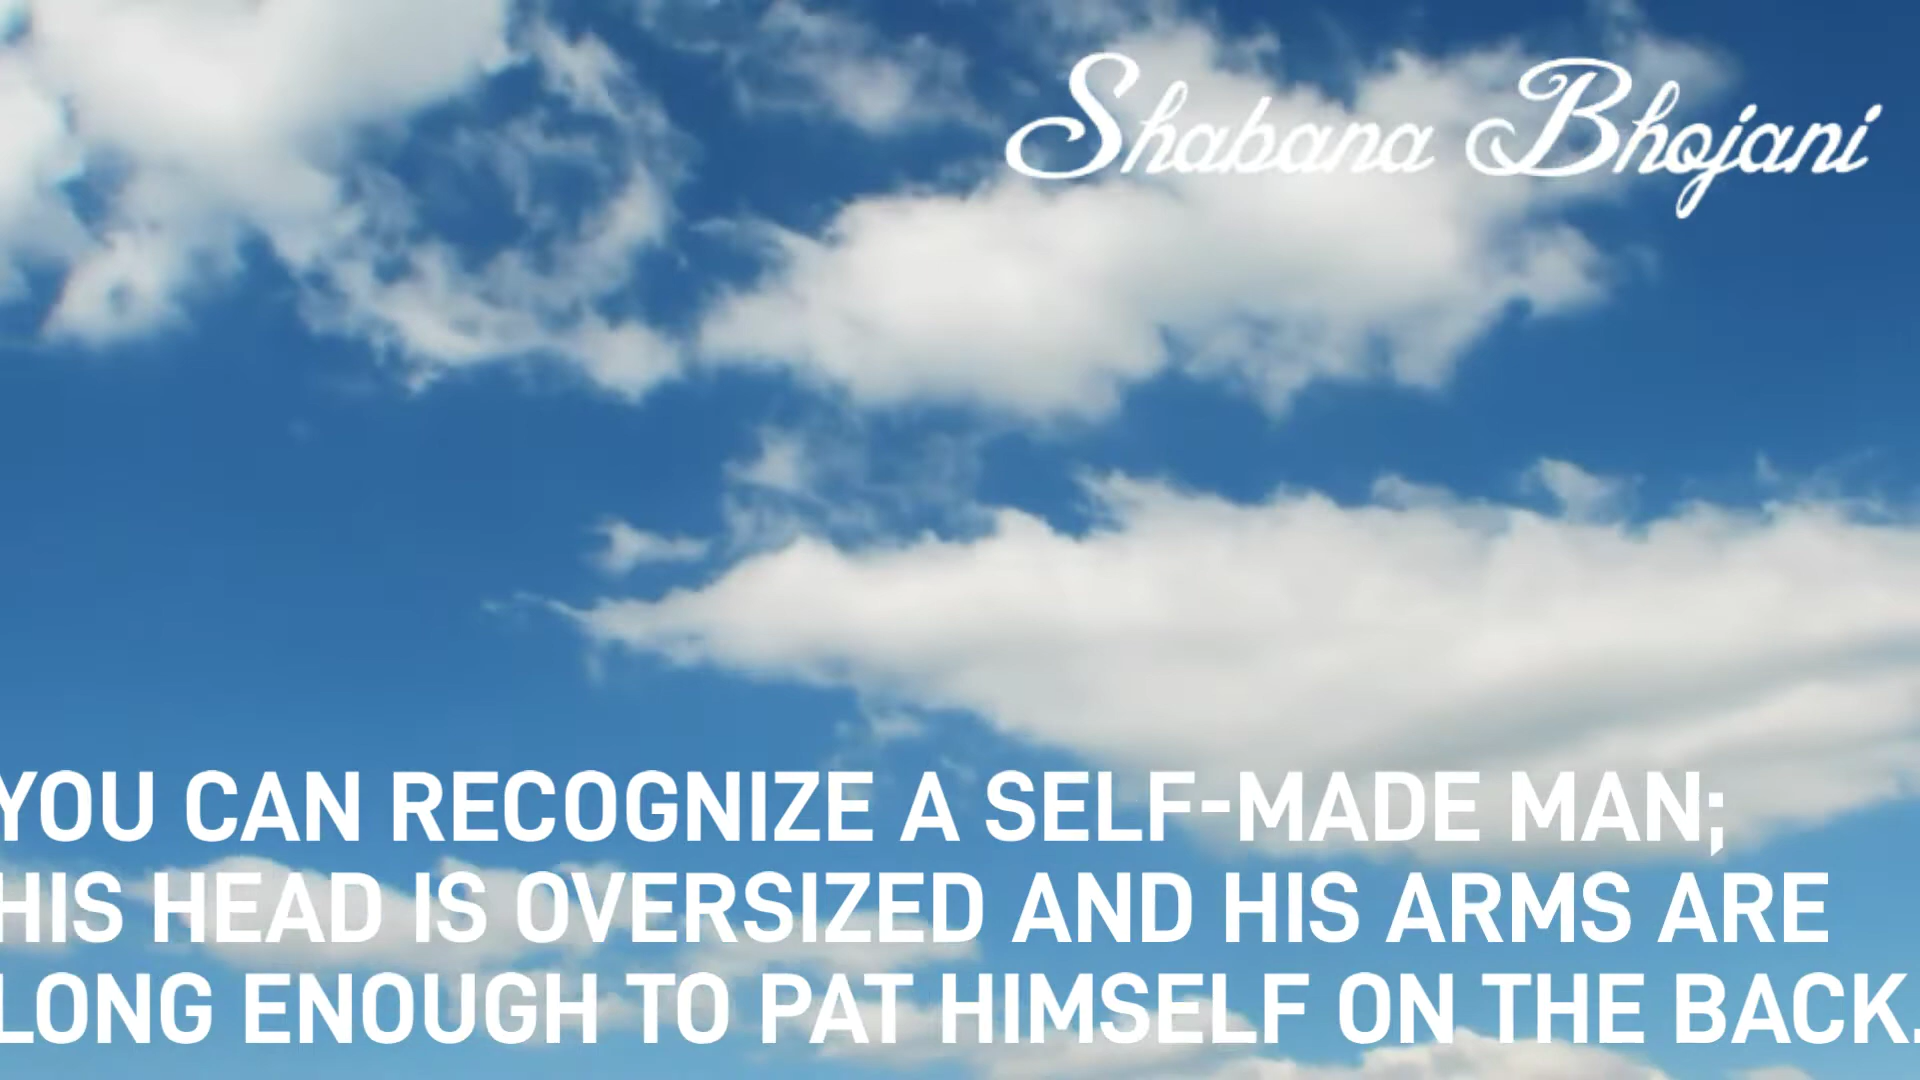 Shabana Bhojani
YOU CAN RECOGNIZE A SELF-MADE MAN;
HIS HEAD IS OVERSIZED AND HIS ARMS ARE
LONG ENOUGH TO PAT HIMSELF ON THE BACK.